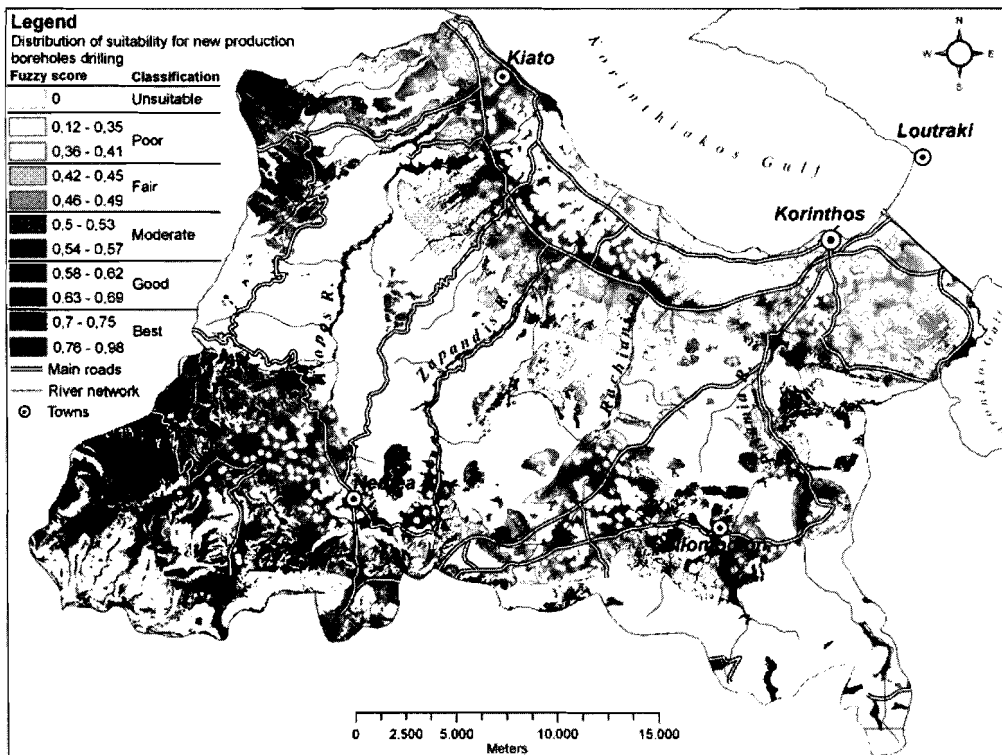 Legend
Distribution of suitability for new production
boreholes drilling
Fuzzy score Classification
0 Unsuitable
0.12 - 0,35
Poor
0,36 - 0,41
0,42 - 0,45
Fair
0,46 - 0,49
0,5 - 0,53
Moderate
0,54 - 0,57
0,58 - 0,62
Good
0,63 - 0,69
0,7 - 0,75
Best
0,76 - 0,98
Main roads
River network
Towns
Kiato
Korinthiakos Gulf
Loutraki
Korinthos
N
W E
S
Zapandis R.
Rachiani R.
Nemea
0 2.500 5.000 10.000 15.000
Meters